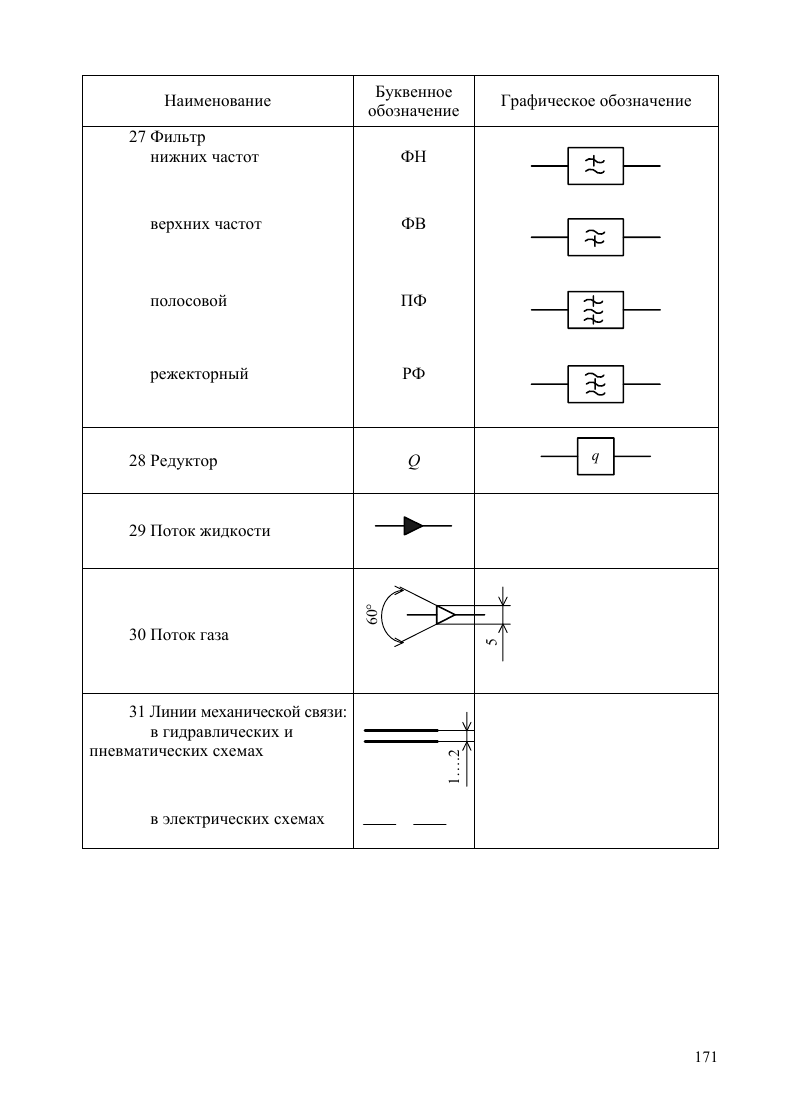 Наименование
Буквенное
обозначение
Графическое обозначение
27 Фильтр
нижних частот
ФН
верхних частот
ФВ
полосовой
ПФ
режекторный
РФ
28 Редуктор
Q
q
29 Поток жидкости
30 Поток газа
60°
5
31 Линии механической связи:
в гидравлических и
пневматических схемах
1….2
в электрических схемах
171